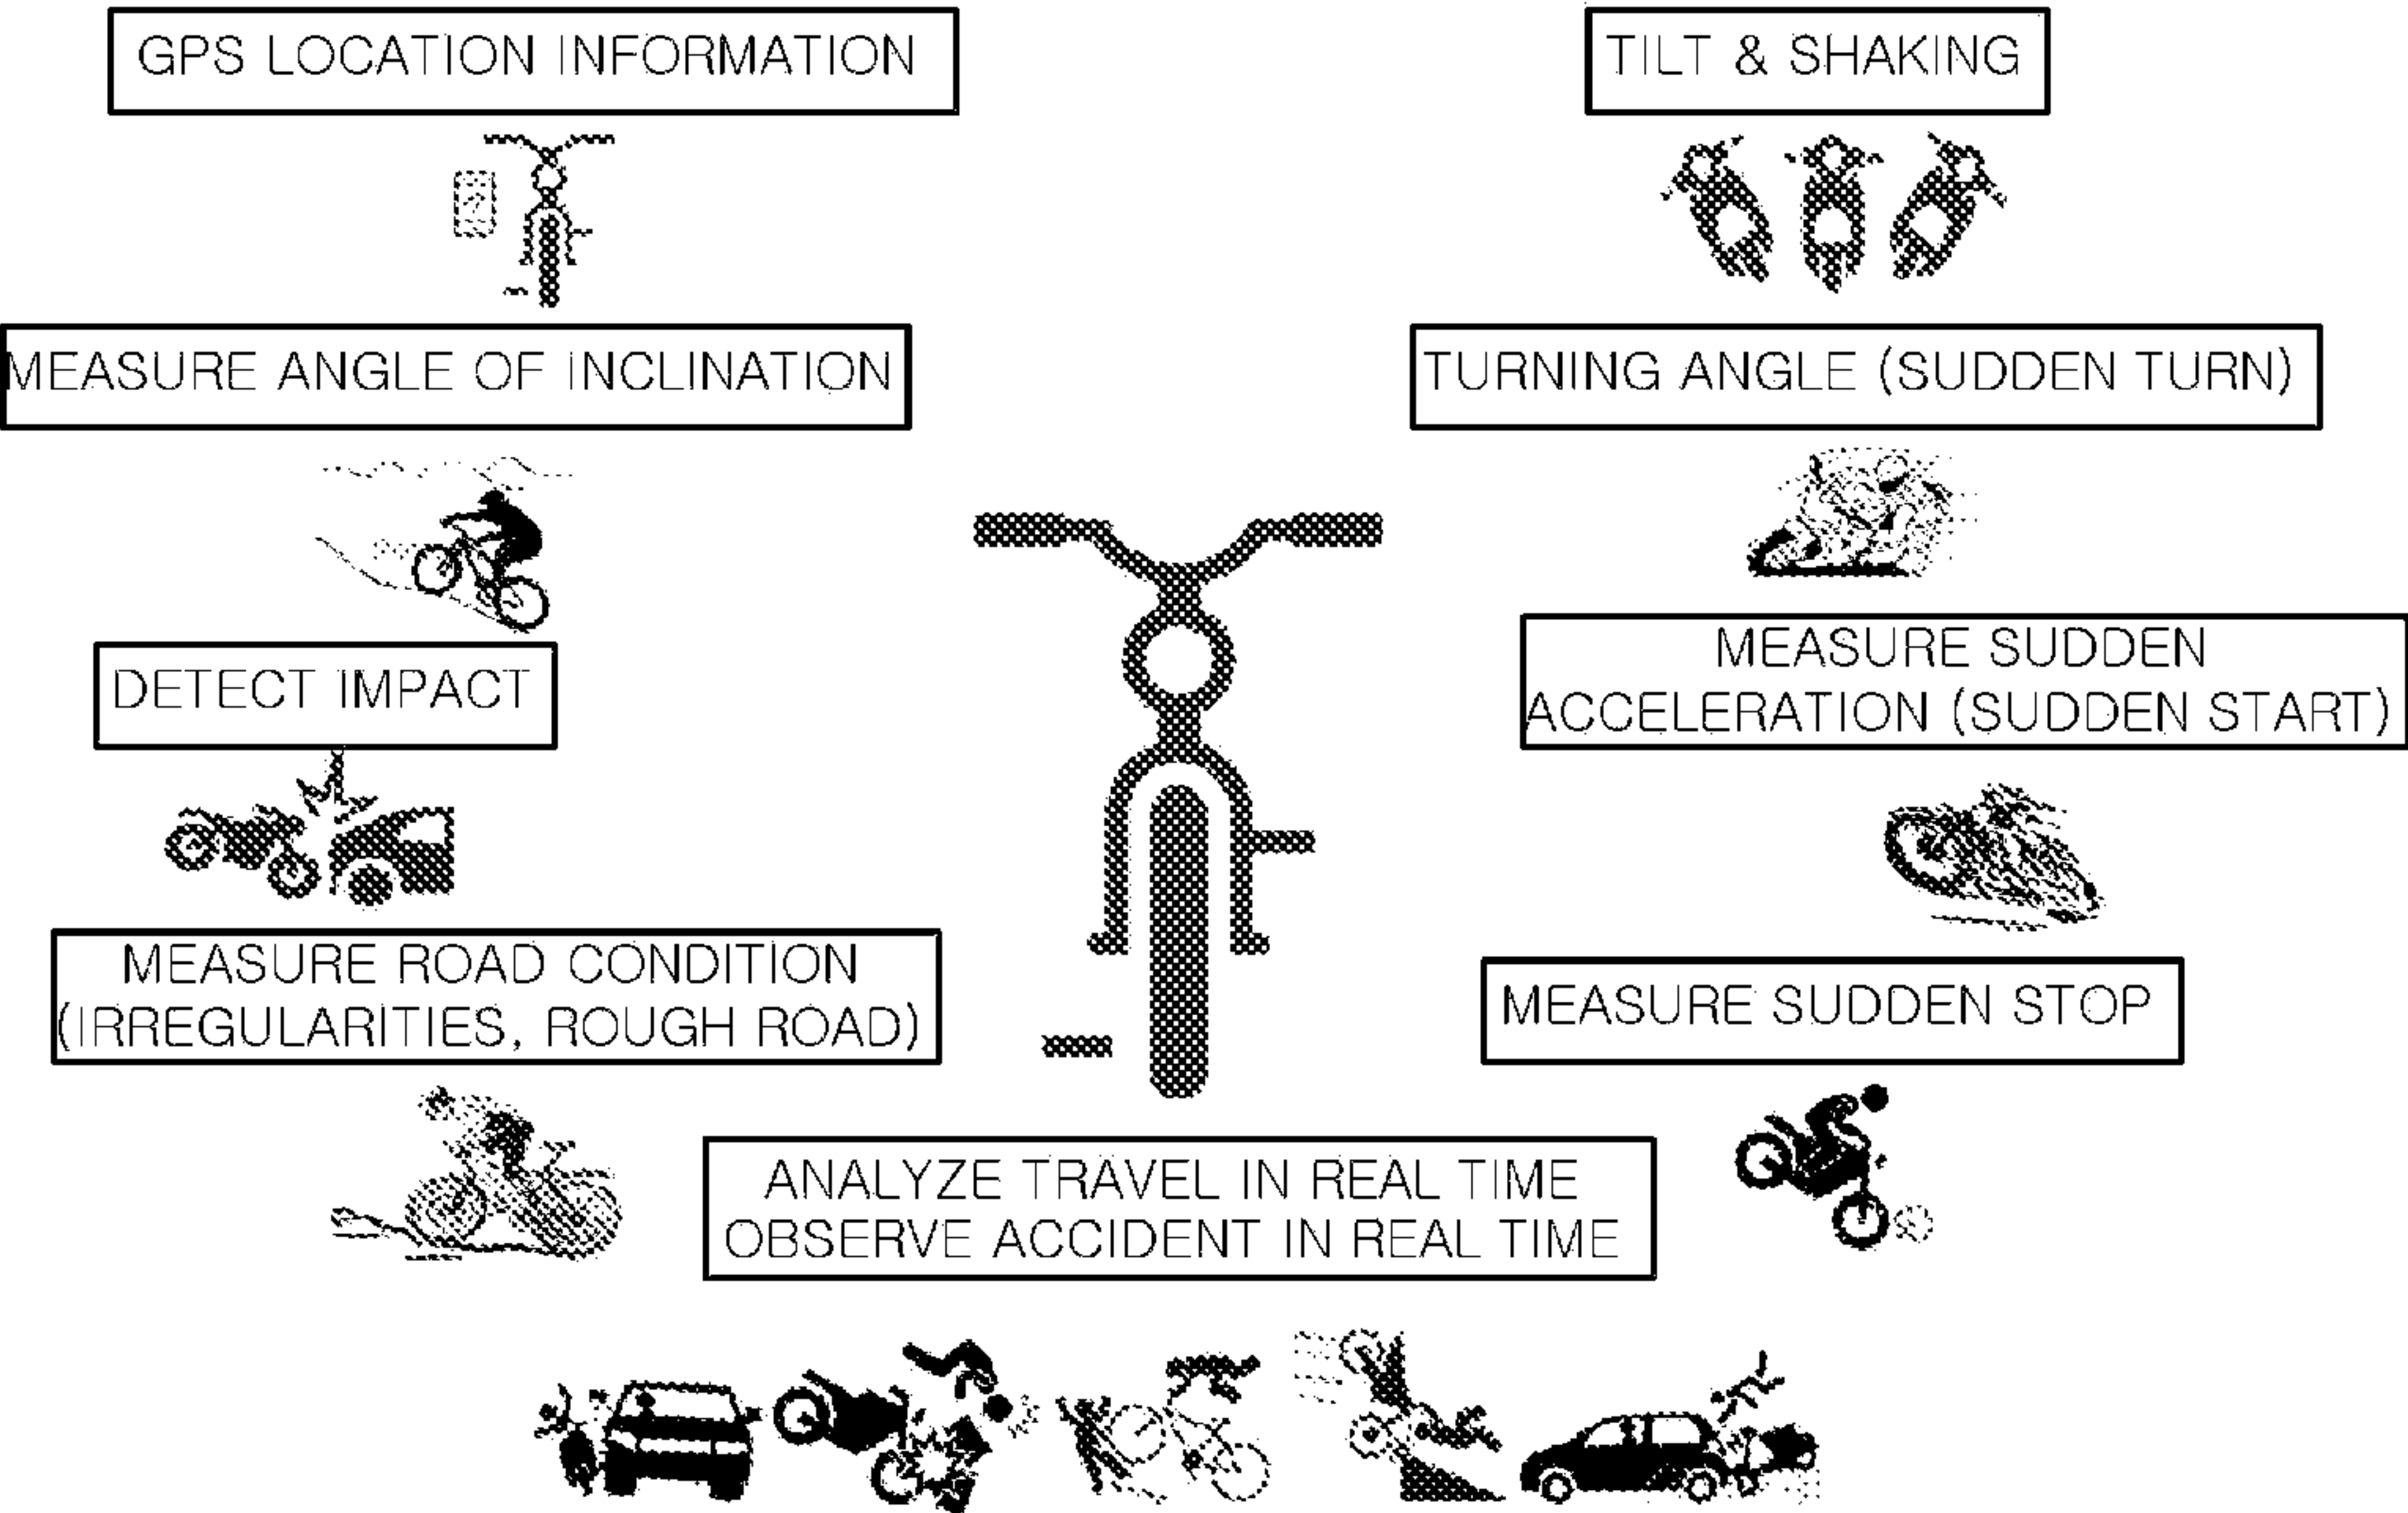 GPS LOCATION INFORMATION
TILT & SHAKING
MEASURE ANGLE OF INCLINATION
TURNING ANGLE (SUDDEN TURN)
DETECT IMPACT
MEASURE SUDDEN
ACCELERATION (SUDDEN START)
MEASURE ROAD CONDITION
(IRREGULARITIES, ROUGH ROAD)
MEASURE SUDDEN STOP
ANALYZE TRAVEL IN REAL TIME
OBSERVE ACCIDENT IN REAL TIME